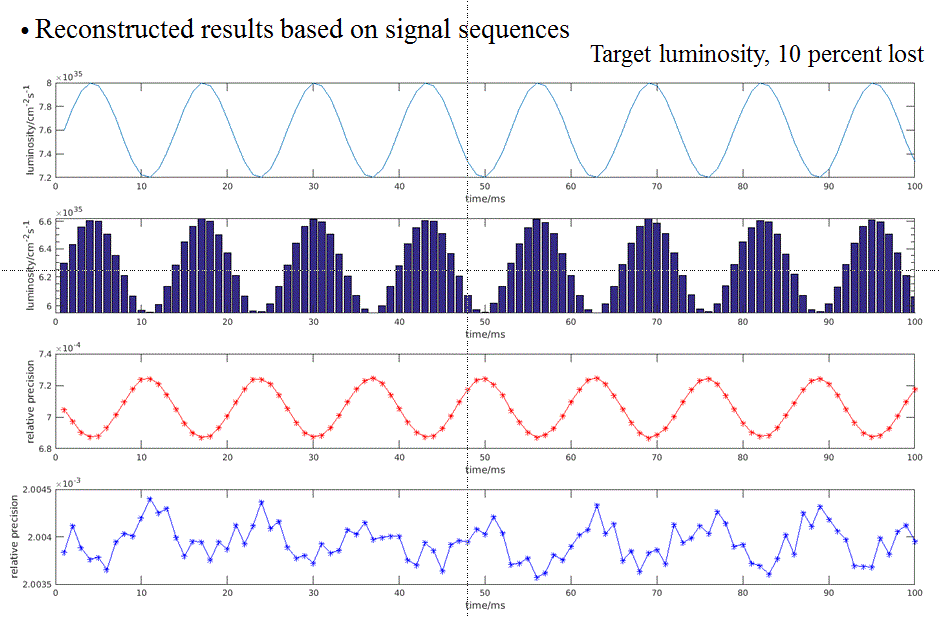 • Reconstructed results based on signal sequences
Target luminosity, 10 percent lost
×10^35
luminosity/cm^-2s^-1
8
7.8
7.6
7.4
7.2
0 10 20 30 40 50 60 70 80 90 100
time/ms
×10^35
luminosity/cm^-2s^-1
6.6
6.4
6.2
6
0 10 20 30 40 50 60 70 80 90 100
time/ms
×10^-4
relative precision
7.4
7.2
7
6.8
0 10 20 30 40 50 60 70 80 90 100
time/ms
×10^-3
relative precision
2.0045
2.004
2.0035
0 10 20 30 40 50 60 70 80 90 100
time/ms